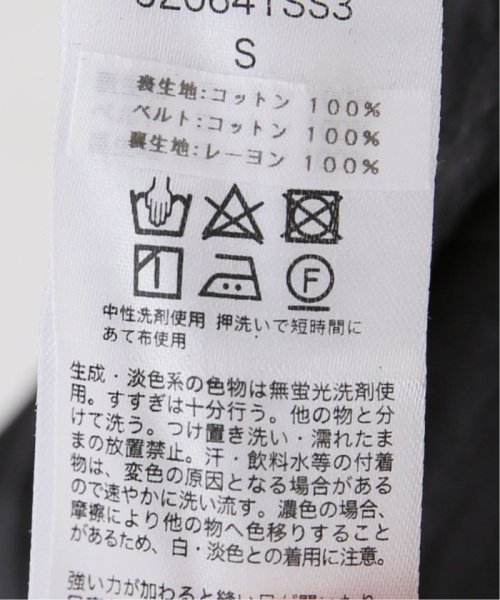 S
表生地:コットン 100%
ベルト:コットン 100%
裏生地:レーヨン 100%
F
中性洗剤使用 押洗いで短時間に
あて布使用
生成・淡色系の色物は無蛍光洗剤使
用。すすぎは十分行う。他の物と分
けて洗う。つけ置き洗い・濡れたま
まの放置禁止。汗・飲料水等の付着
物は、変色の原因となる場合がある
ので速やかに洗い流す。濃色の場合、
摩擦により他の物へ色移りすること
があるため、白・淡色との着用に注意。
強い力が加わると縫い目が開いたり、